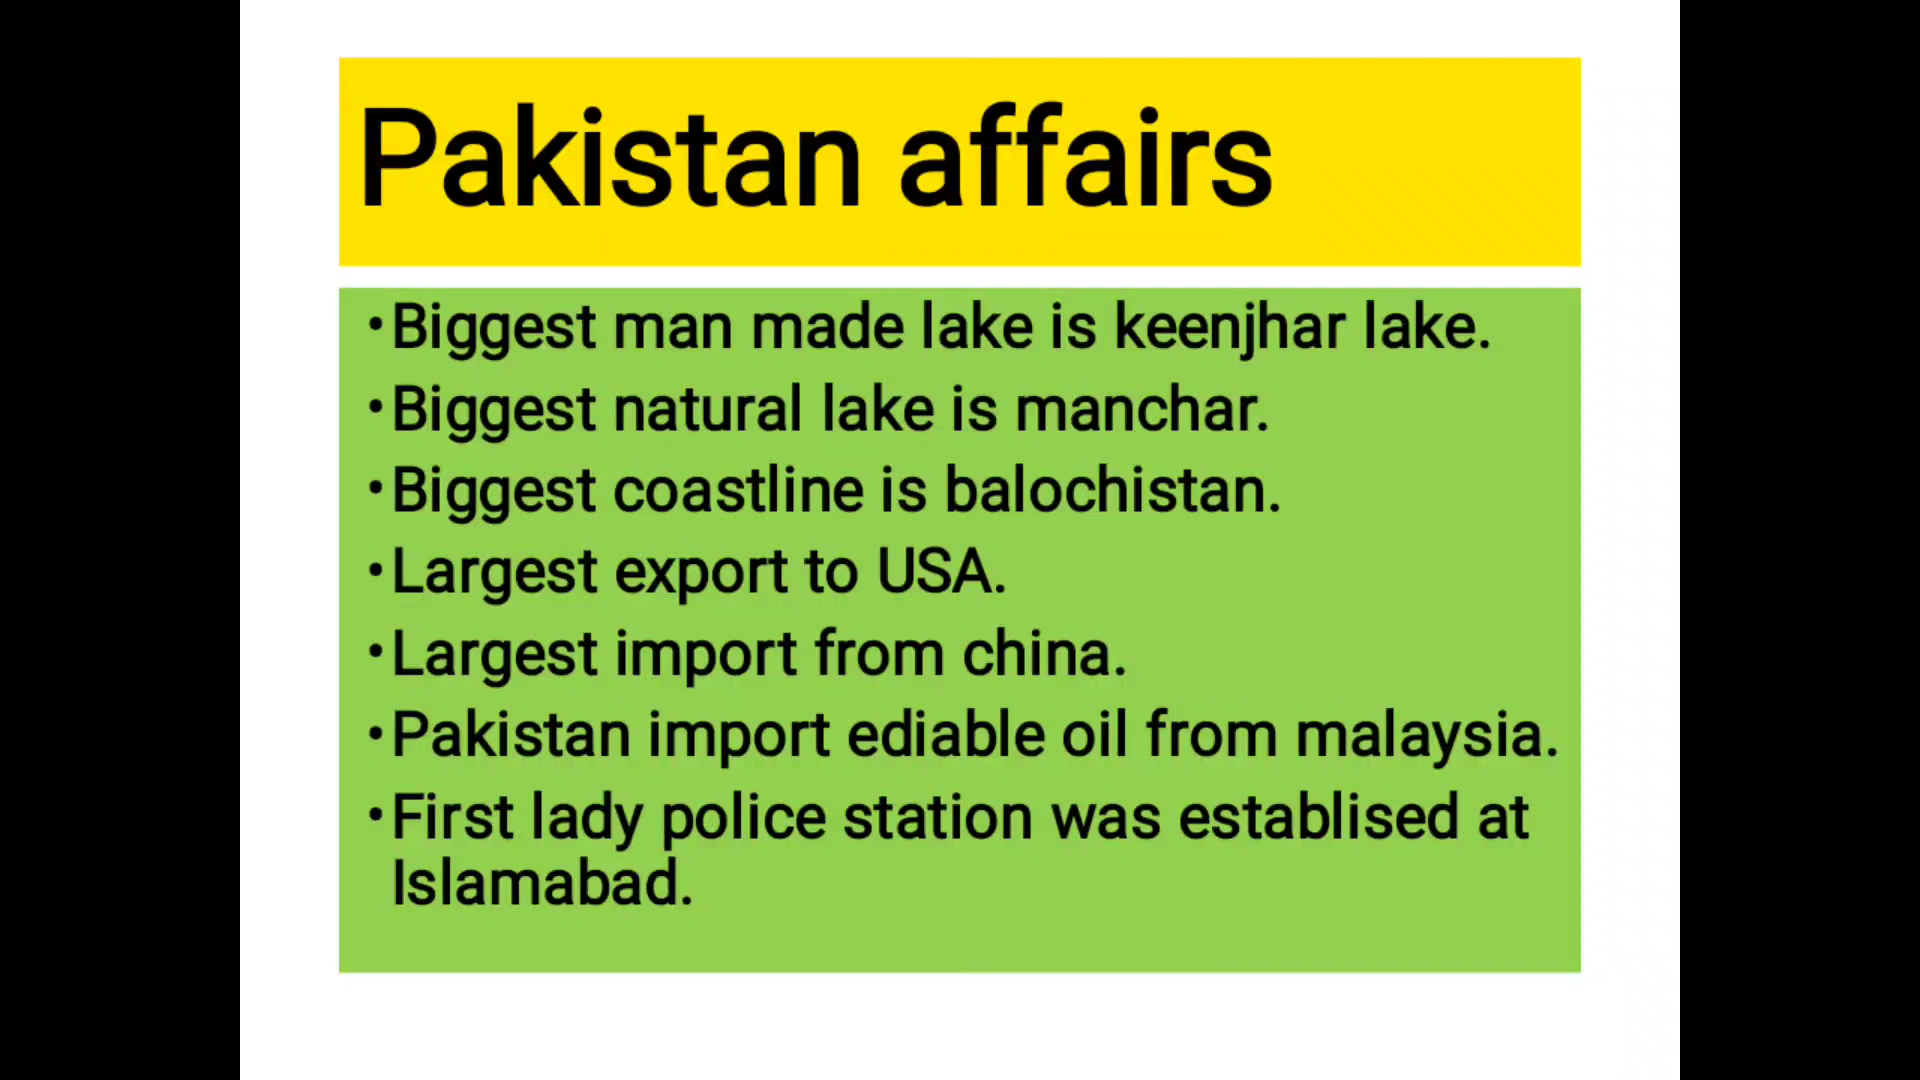 Pakistan affairs
•Biggest man made lake is keenjhar lake.
•Biggest natural lake is manchar.
•Biggest coastline is balochistan.
•Largest export to USA.
•Largest import from china.
•Pakistan import ediable oil from malaysia.
•First lady police station was establised at
Islamabad.